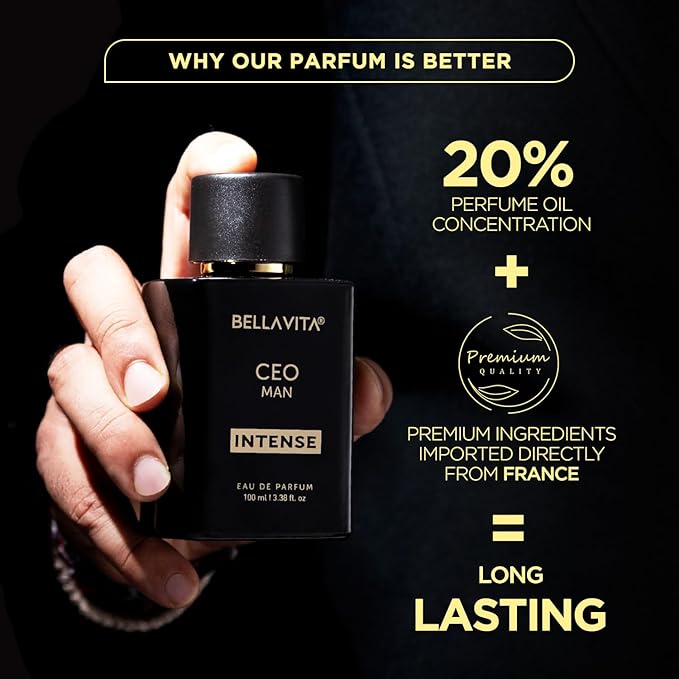 WHY OUR PARFUM IS BETTER
20%
PERFUME OIL
CONCENTRATION
+
Premium
QUALITY
PREMIUM INGREDIENTS
IMPORTED DIRECTLY
FROM FRANCE
=
LONG
LASTING
BELLAVITA®
CEO
MAN
INTENSE
EAU DE PARFUM
100 ml I 3.38 fl. oz